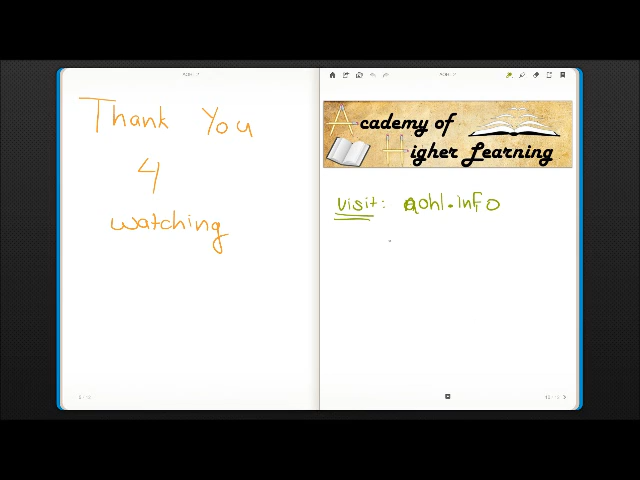 Thank You
4
watching
Academy of
Higher Learning
visit: aohl.info